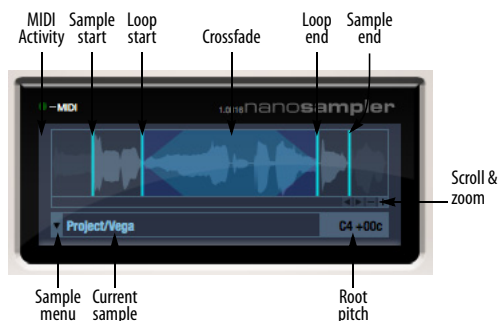 MIDI Activity
Sample start
Loop start
Crossfade
Loop end
Sample end
MIDI
nanosampler
Scroll & zoom
Project/Vega
C4 +00c
Sample menu
Current sample
Root pitch